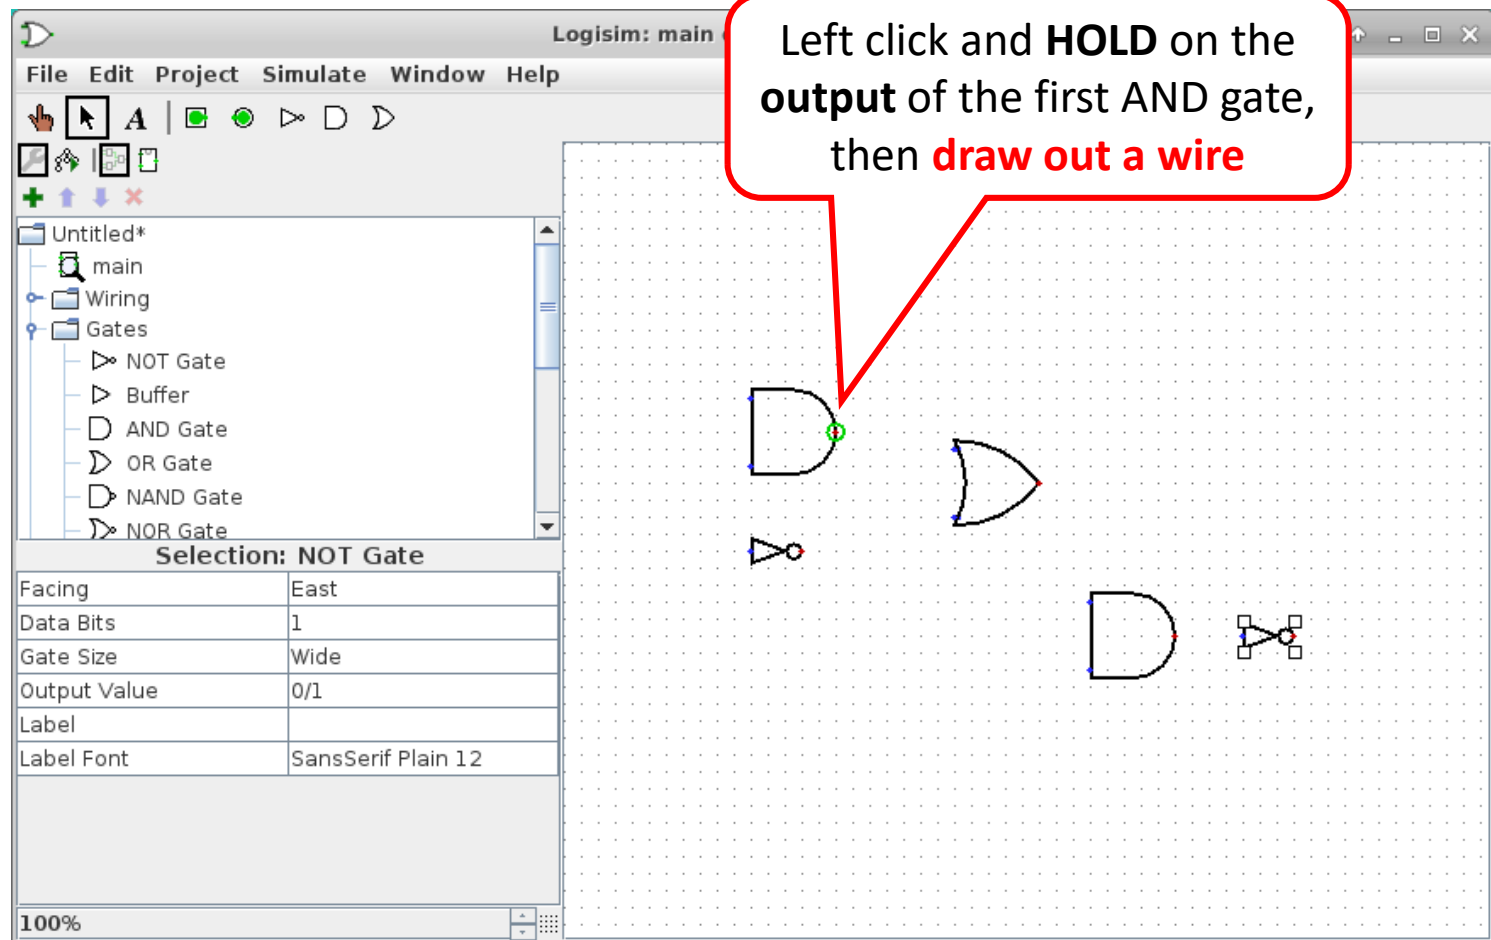 Logisim: main
Left click and HOLD on the
output of the first AND gate,
then draw out a wire
File Edit Project Simulate Window Help
A
Untitled*
main
Wiring
Gates
NOT Gate
Buffer
AND Gate
OR Gate
NAND Gate
NOR Gate
Selection: NOT Gate
Facing East
Data Bits 1
Gate Size Wide
Output Value 0/1
Label
Label Font SansSerif Plain 12
100%